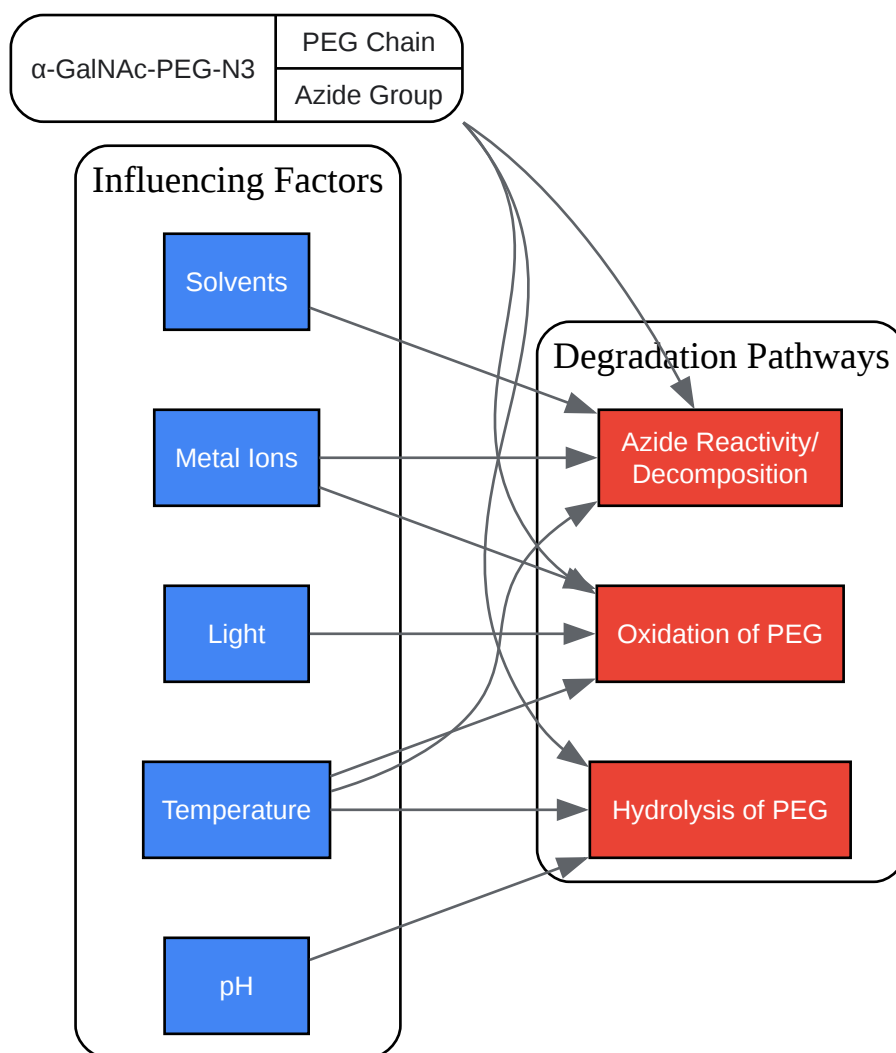 α-GalNAc-PEG-N3
PEG Chain
Azide Group
Influencing Factors
Solvents
Metal Ions
Light
Temperature
pH
Degradation Pathways
Azide Reactivity/
Decomposition
Oxidation of PEG
Hydrolysis of PEG